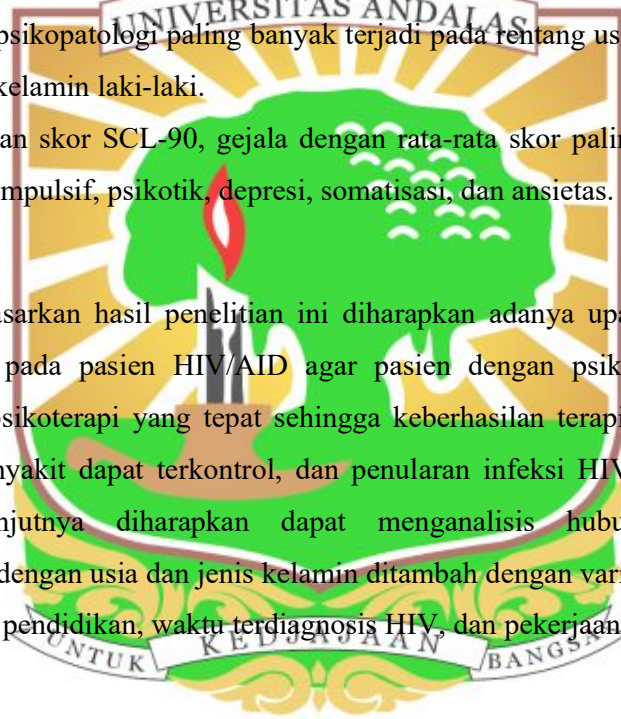 UNIVERSITAS ANDALAS
psikopatologi paling banyak terjadi pada rentang us
kelamin laki-laki.
an skor SCL-90, gejala dengan rata-rata skor palin
mpulsif, psikotik, depresi, somatisasi, dan ansietas.
asarkan hasil penelitian ini diharapkan adanya upa
pada pasien HIV/AID agar pasien dengan psik
psikoterapi yang tepat sehingga keberhasilan terapi
nyakit dapat terkontrol, dan penularan infeksi HIV
njutnya diharapkan dapat menganalisis hubu
dengan usia dan jenis kelamin ditambah dengan vari
pendidikan, waktu terdiagnosis HIV, dan pekerjaan
UNTUK KEDJAJAAN BANGSA